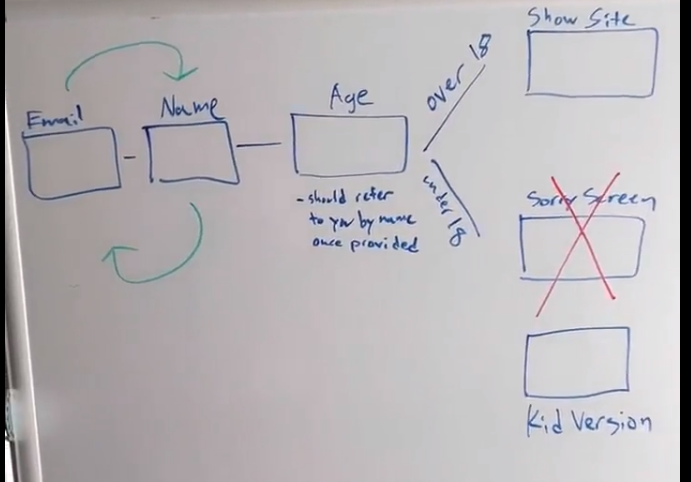 Show Site
Email
Name
Age
over 18
- should refer
to you by name
once provided
under 18
Sorry Screen
Kid Version